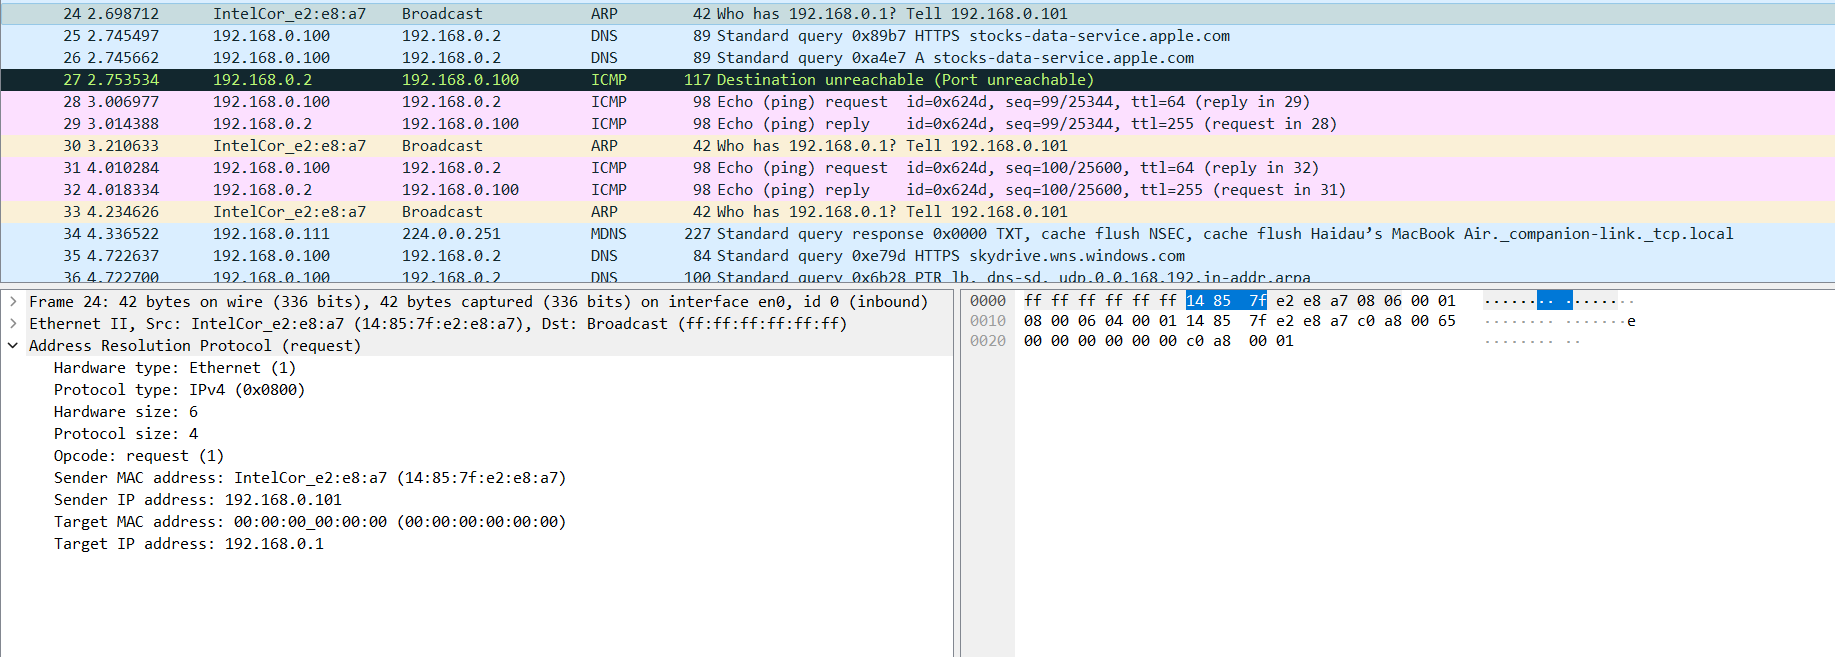 24 2.698712 IntelCor_e2:e8:a7 Broadcast ARP 42 Who has 192.168.0.1? Tell 192.168.0.101
25 2.745497 192.168.0.100 192.168.0.2 DNS 89 Standard query 0x89b7 HTTPS stocks-data-service.apple.com
26 2.745662 192.168.0.100 192.168.0.2 DNS 89 Standard query 0xa4e7 A stocks-data-service.apple.com
27 2.753534 192.168.0.2 192.168.0.100 ICMP 117 Destination unreachable (Port unreachable)
28 3.006977 192.168.0.100 192.168.0.2 ICMP 98 Echo (ping) request id=0x624d, seq=99/25344, ttl=64 (reply in 29)
29 3.014388 192.168.0.2 192.168.0.100 ICMP 98 Echo (ping) reply id=0x624d, seq=99/25344, ttl=255 (request in 28)
30 3.210633 IntelCor_e2:e8:a7 Broadcast ARP 42 Who has 192.168.0.1? Tell 192.168.0.101
31 4.010284 192.168.0.100 192.168.0.2 ICMP 98 Echo (ping) request id=0x624d, seq=100/25600, ttl=64 (reply in 32)
32 4.018334 192.168.0.2 192.168.0.100 ICMP 98 Echo (ping) reply id=0x624d, seq=100/25600, ttl=255 (request in 31)
33 4.234626 IntelCor_e2:e8:a7 Broadcast ARP 42 Who has 192.168.0.1? Tell 192.168.0.101
34 4.336522 192.168.0.111 224.0.0.251 MDNS 227 Standard query response 0x0000 TXT, cache flush NSEC, cache flush Haidau’s MacBook Air._companion-link._tcp.local
35 4.722637 192.168.0.100 192.168.0.2 DNS 84 Standard query 0xe79d HTTPS skydrive.wns.windows.com
36 4.722700 192.168.0.100 192.168.0.2 DNS 100 Standard query 0x6b28 PTR lb._dns-sd._udp.0.0.168.192.in-addr.arpa
Frame 24: 42 bytes on wire (336 bits), 42 bytes captured (336 bits) on interface en0, id 0 (inbound)
Ethernet II, Src: IntelCor_e2:e8:a7 (14:85:7f:e2:e8:a7), Dst: Broadcast (ff:ff:ff:ff:ff:ff)
Address Resolution Protocol (request)
Hardware type: Ethernet (1)
Protocol type: IPv4 (0x0800)
Hardware size: 6
Protocol size: 4
Opcode: request (1)
Sender MAC address: IntelCor_e2:e8:a7 (14:85:7f:e2:e8:a7)
Sender IP address: 192.168.0.101
Target MAC address: 00:00:00_00:00:00 (00:00:00:00:00:00)
Target IP address: 192.168.0.1
0000 ff ff ff ff ff ff 14 85 7f e2 e8 a7 08 06 00 01 ········ ········
0010 08 00 06 04 00 01 14 85 7f e2 e8 a7 c0 a8 00 65 ········ ·······e
0020 00 00 00 00 00 00 c0 a8 00 01 ········ ··